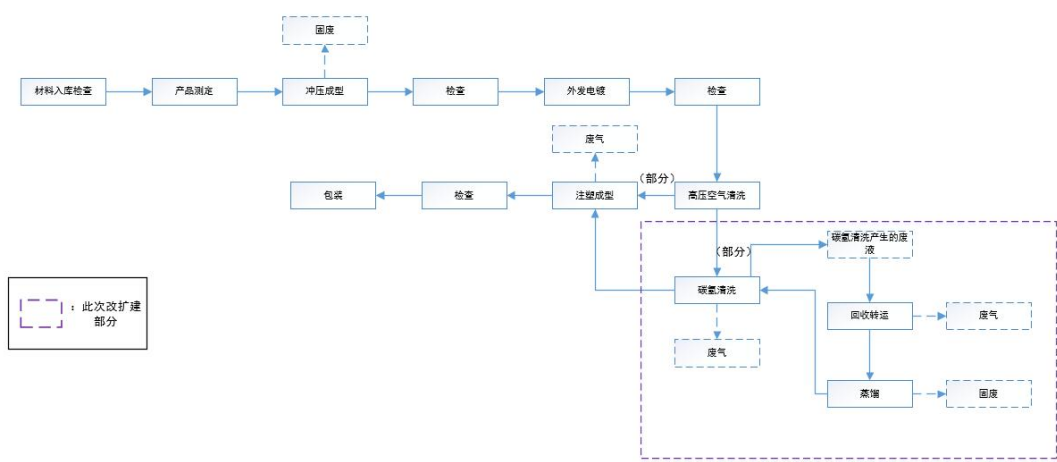 固废
材料入库检查
产品测定
冲压成型
检查
外发电镀
检查
废气
（部分）
包装
检查
注塑成型
高压空气清洗
（部分）
碳氢清洗产生的废
液
碳氢清洗
：此次改扩建
部分
回收转运
废气
废气
蒸馏
固废